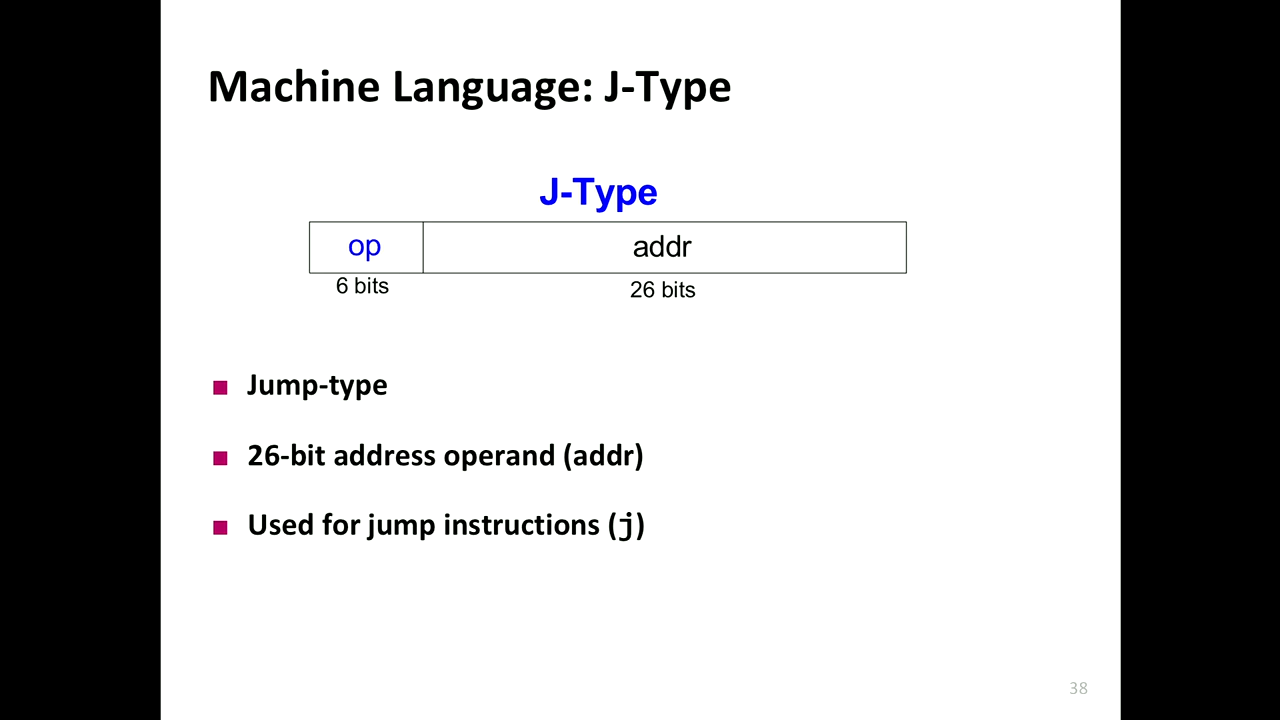 Machine Language: J-Type
J-Type
op
addr
6 bits
26 bits
■ Jump-type
■ 26-bit address operand (addr)
■ Used for jump instructions (j)
38